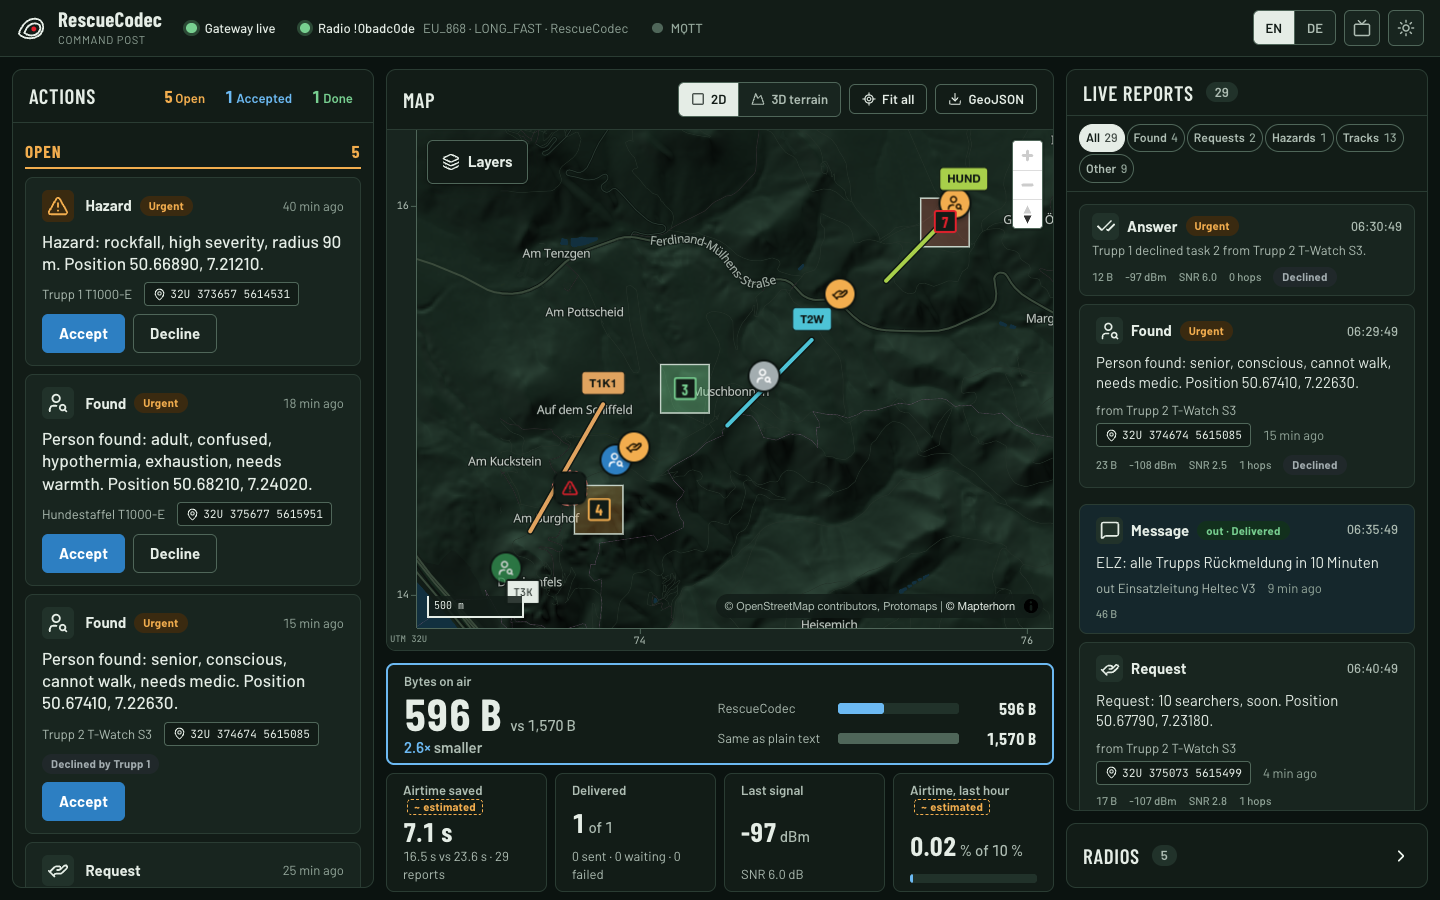 RescueCodec
COMMAND POST
Gateway live
Radio !0badc0de EU_868 · LONG_FAST · RescueCodec
MQTT
EN DE
ACTIONS
5 Open 1 Accepted 1 Done
OPEN 5
Hazard Urgent 40 min ago
Hazard: rockfall, high severity, radius 90
m. Position 50.66890, 7.21210.
Trupp 1 T1000-E 32U 373657 5614531
Accept Decline
Found Urgent 18 min ago
Person found: adult, confused,
hypothermia, exhaustion, needs
warmth. Position 50.68210, 7.24020.
Hundestaffel T1000-E 32U 375677 5615951
Accept Decline
Found Urgent 15 min ago
Person found: senior, conscious,
cannot walk, needs medic. Position
50.67410, 7.22630.
Trupp 2 T-Watch S3 32U 374674 5615085
Declined by Trupp 1
Accept
Request 25 min ago
MAP
2D 3D terrain Fit all GeoJSON
Layers
HUND
16
7
Ferdinand-Mülhens-Straße
Am Tenzgen
Am Pottscheid
T2W
Marg
T1K1
3
Auf dem Schliffeld
Am Kuckstein
4
Am Burghof
T3K
14
500 m
© OpenStreetMap contributors, Protomaps | © Mapterhorn
Heisemich
UTM 32U 74 76
Bytes on air
596 B vs 1,570 B
2.6× smaller
RescueCodec 596 B
Same as plain text 1,570 B
Airtime saved
~ estimated
7.1 s
16.5 s vs 23.6 s · 29
reports
Delivered
1 of 1
0 sent · 0 waiting · 0
failed
Last signal
-97 dBm
SNR 6.0 dB
Airtime, last hour
~ estimated
0.02 % of 10 %
LIVE REPORTS 29
All 29 Found 4 Requests 2 Hazards 1 Tracks 13
Other 9
Answer Urgent 06:30:49
Trupp 1 declined task 2 from Trupp 2 T-Watch S3.
12 B -97 dBm SNR 6.0 0 hops Declined
Found Urgent 06:29:49
Person found: senior, conscious, cannot walk,
needs medic. Position 50.67410, 7.22630.
from Trupp 2 T-Watch S3
32U 374674 5615085 15 min ago
23 B -108 dBm SNR 2.5 1 hops Declined
Message out · Delivered 06:35:49
ELZ: alle Trupps Rückmeldung in 10 Minuten
out Einsatzleitung Heltec V3 9 min ago
46 B
Request 06:40:49
Request: 10 searchers, soon. Position
50.67790, 7.23180.
from Trupp 2 T-Watch S3
32U 375073 5615499 4 min ago
17 B -107 dBm SNR 2.8 1 hops
RADIOS 5